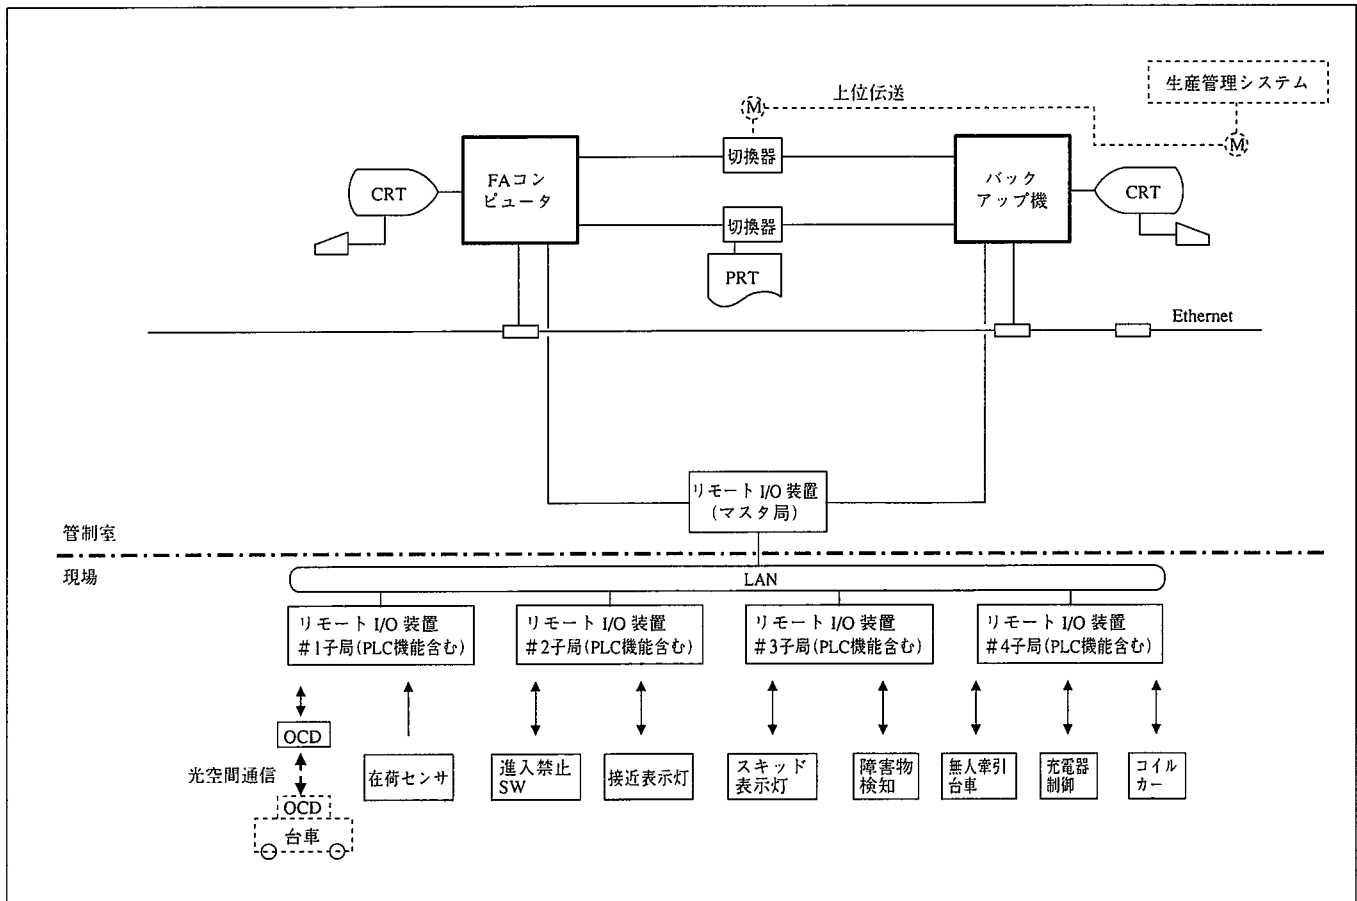 生産管理システム
上位伝送
M
切換器
M
FAコン
ピュータ
バック
アップ機
CRT
CRT
切換器
PRT
Ethernet
リモート I/O 装置
(マスタ局)
管制室
現場
LAN
リモート I/O 装置
#1子局(PLC機能含む)
リモート I/O 装置
#2子局(PLC機能含む)
リモート I/O 装置
#3子局(PLC機能含む)
リモート I/O 装置
#4子局(PLC機能含む)
OCD
光空間通信
OCD
台車
在荷センサ
進入禁止
SW
接近表示灯
スキッド
表示灯
障害物
検知
無人牽引
台車
充電器
制御
コイル
カー